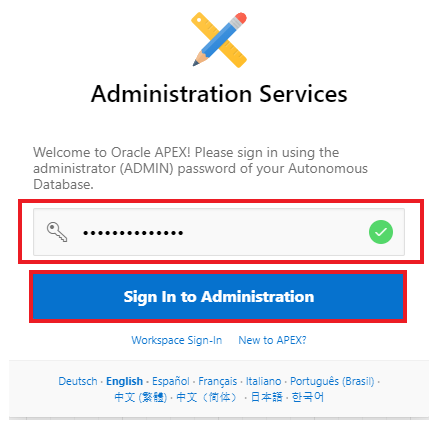 Administration Services
Welcome to Oracle APEX! Please sign in using the
administrator (ADMIN) password of your Autonomous
Database.
••••••••••••••
Sign In to Administration
Workspace Sign-In New to APEX?
Deutsch · English · Español · Français · Italiano · Português (Brasil) ·
中文 (繁體) · 中文（简体） · 日本語 · 한국어